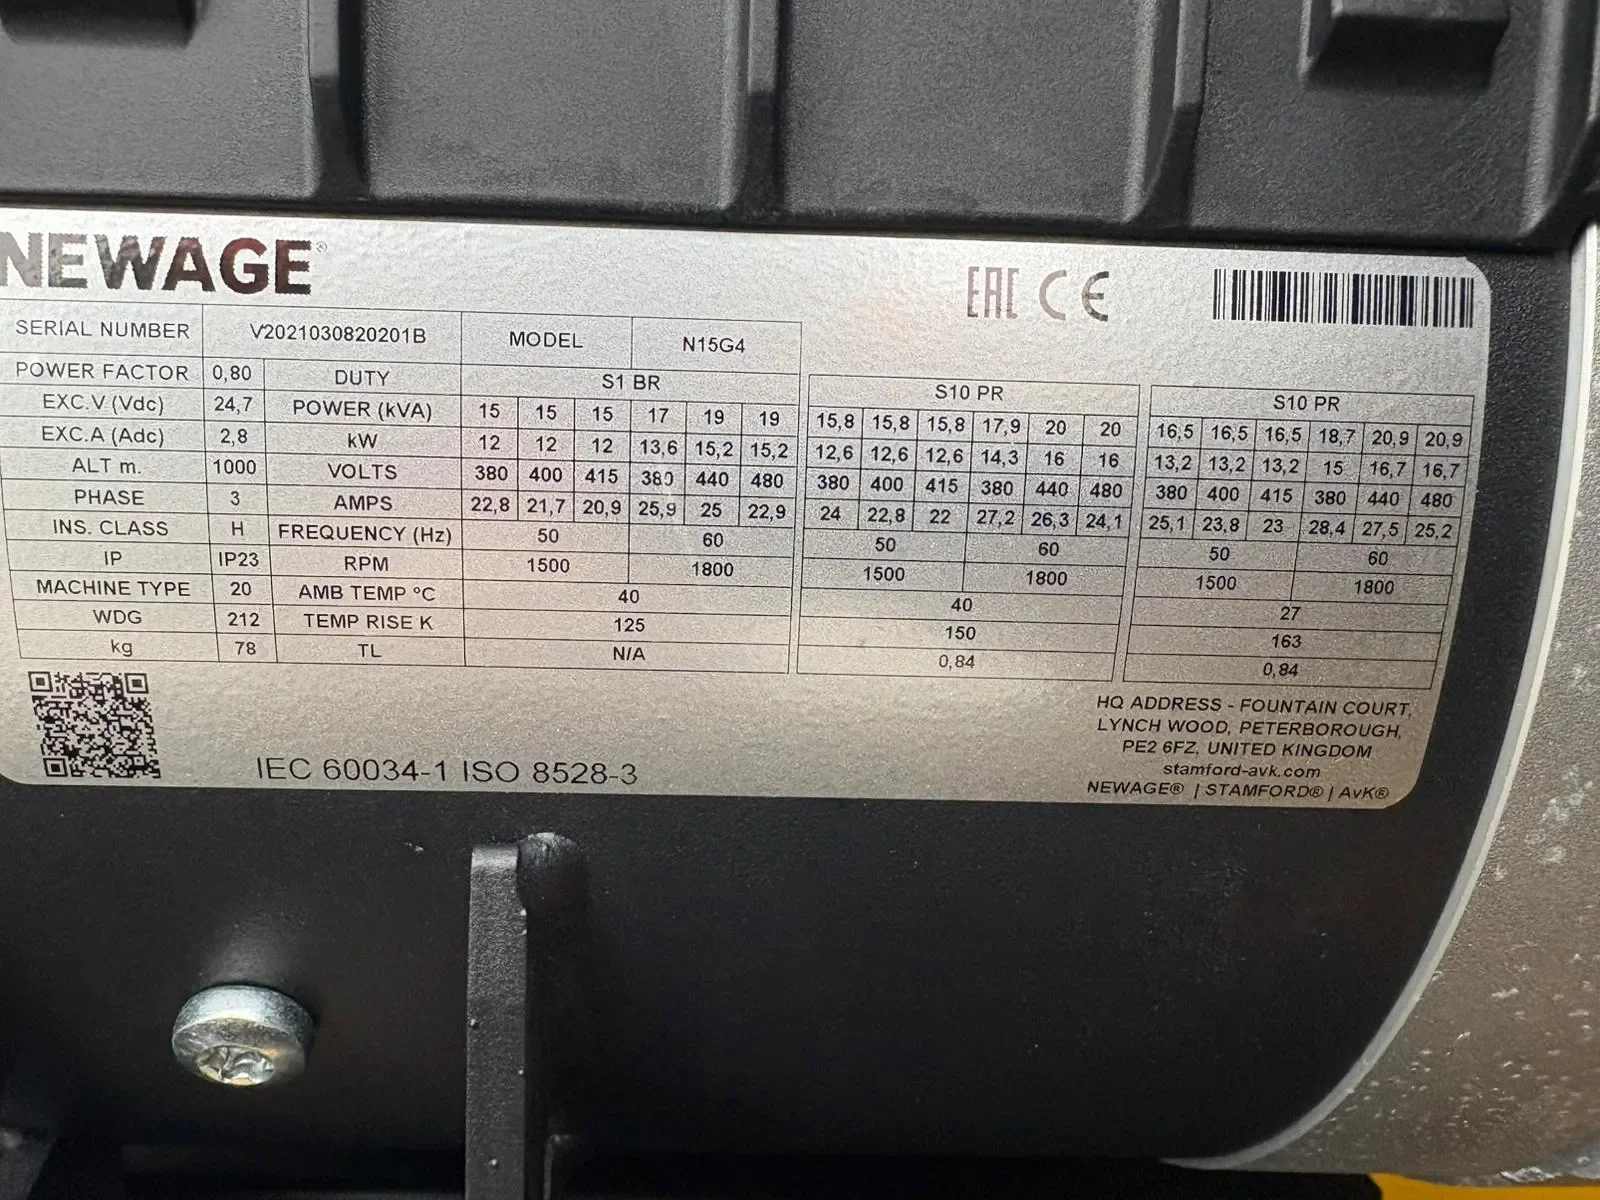 NEWAGE®
EAC CE
SERIAL NUMBER V2021030820201B MODEL N15G4
POWER FACTOR 0,80 DUTY S1 BR S10 PR S10 PR
EXC.V (Vdc) 24,7 POWER (kVA) 15 15 15 17 19 19 15,8 15,8 15,8 17,9 20 20 16,5 16,5 16,5 18,7 20,9 20,9
EXC.A (Adc) 2,8 kW 12 12 12 13,6 15,2 15,2 12,6 12,6 12,6 14,3 16 16 13,2 13,2 13,2 15 16,7 16,7
ALT m. 1000 VOLTS 380 400 415 380 440 480 380 400 415 380 440 480 380 400 415 380 440 480
PHASE 3 AMPS 22,8 21,7 20,9 25,9 25 22,9 24 22,8 22 27,2 26,3 24,1 25,1 23,8 23 28,4 27,5 25,2
INS. CLASS H FREQUENCY (Hz) 50 60 50 60 50 60
IP IP23 RPM 1500 1800 1500 1800 1500 1800
MACHINE TYPE 20 AMB TEMP °C 40 40 27
WDG 212 TEMP RISE K 125 150 163
kg 78 TL N/A 0,84 0,84
IEC 60034-1 ISO 8528-3
HQ ADDRESS - FOUNTAIN COURT,
LYNCH WOOD, PETERBOROUGH,
PE2 6FZ, UNITED KINGDOM
stamford-avk.com
NEWAGE® | STAMFORD® | AvK®